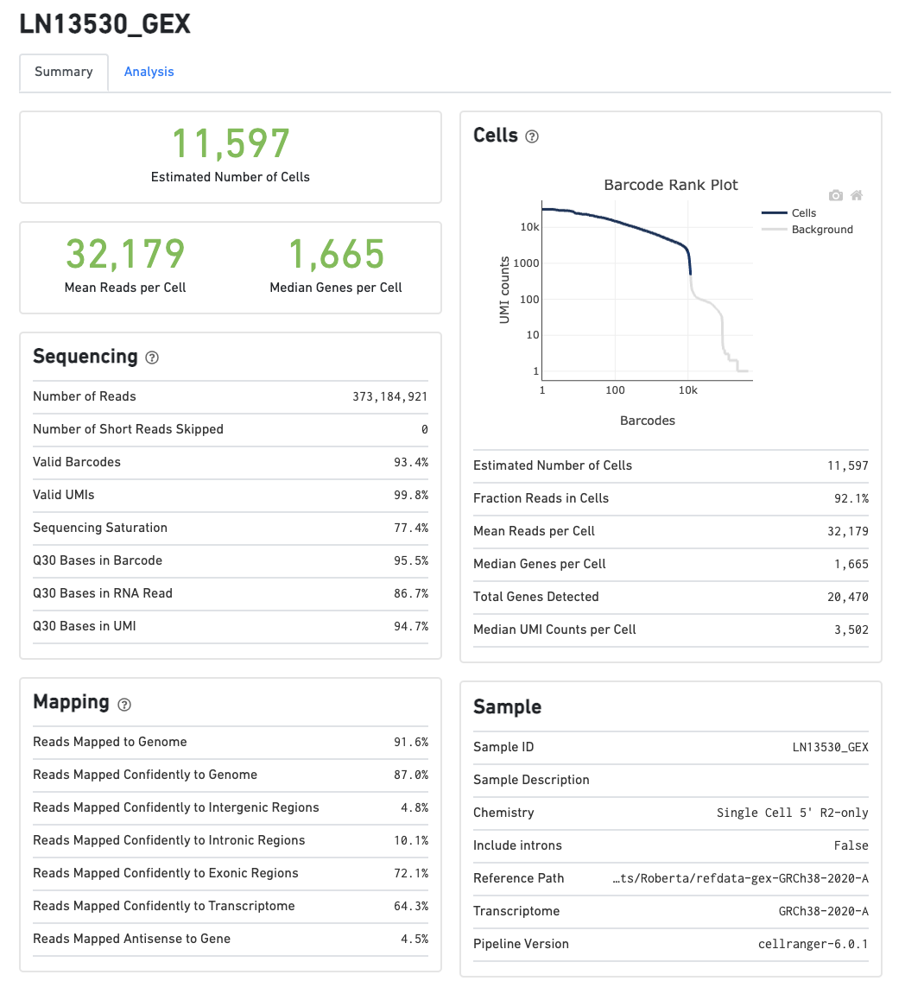 LN13530_GEX
Summary
Analysis
11,597
Estimated Number of Cells
32,179
Mean Reads per Cell
1,665
Median Genes per Cell
Sequencing ?
Number of Reads 373,184,921
Number of Short Reads Skipped 0
Valid Barcodes 93.4%
Valid UMIs 99.8%
Sequencing Saturation 77.4%
Q30 Bases in Barcode 95.5%
Q30 Bases in RNA Read 86.7%
Q30 Bases in UMI 94.7%
Mapping ?
Reads Mapped to Genome 91.6%
Reads Mapped Confidently to Genome 87.0%
Reads Mapped Confidently to Intergenic Regions 4.8%
Reads Mapped Confidently to Intronic Regions 10.1%
Reads Mapped Confidently to Exonic Regions 72.1%
Reads Mapped Confidently to Transcriptome 64.3%
Reads Mapped Antisense to Gene 4.5%
Cells ?
Barcode Rank Plot
Cells
Background
UMI counts
10k
1000
100
10
1
1 100 10k
Barcodes
Estimated Number of Cells 11,597
Fraction Reads in Cells 92.1%
Mean Reads per Cell 32,179
Median Genes per Cell 1,665
Total Genes Detected 20,470
Median UMI Counts per Cell 3,502
Sample
Sample ID LN13530_GEX
Sample Description
Chemistry Single Cell 5' R2-only
Include introns False
Reference Path …ts/Roberta/refdata-gex-GRCh38-2020-A
Transcriptome GRCh38-2020-A
Pipeline Version cellranger-6.0.1